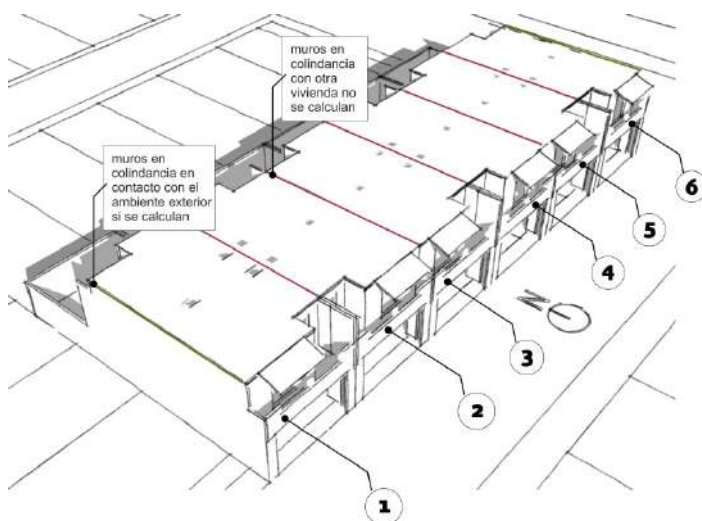 muros en
colindancia
con otra
vivienda no
se calculan
muros en
colindancia en
contacto con el
ambiente exterior
si se calculan
6
5
4
N
3
2
1